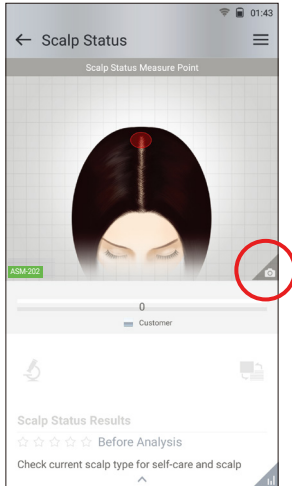 01:43
Scalp Status
Scalp Status Measure Point
ASM-202
0
Customer
Scalp Status Results
Before Analysis
Check current scalp type for self-care and scalp